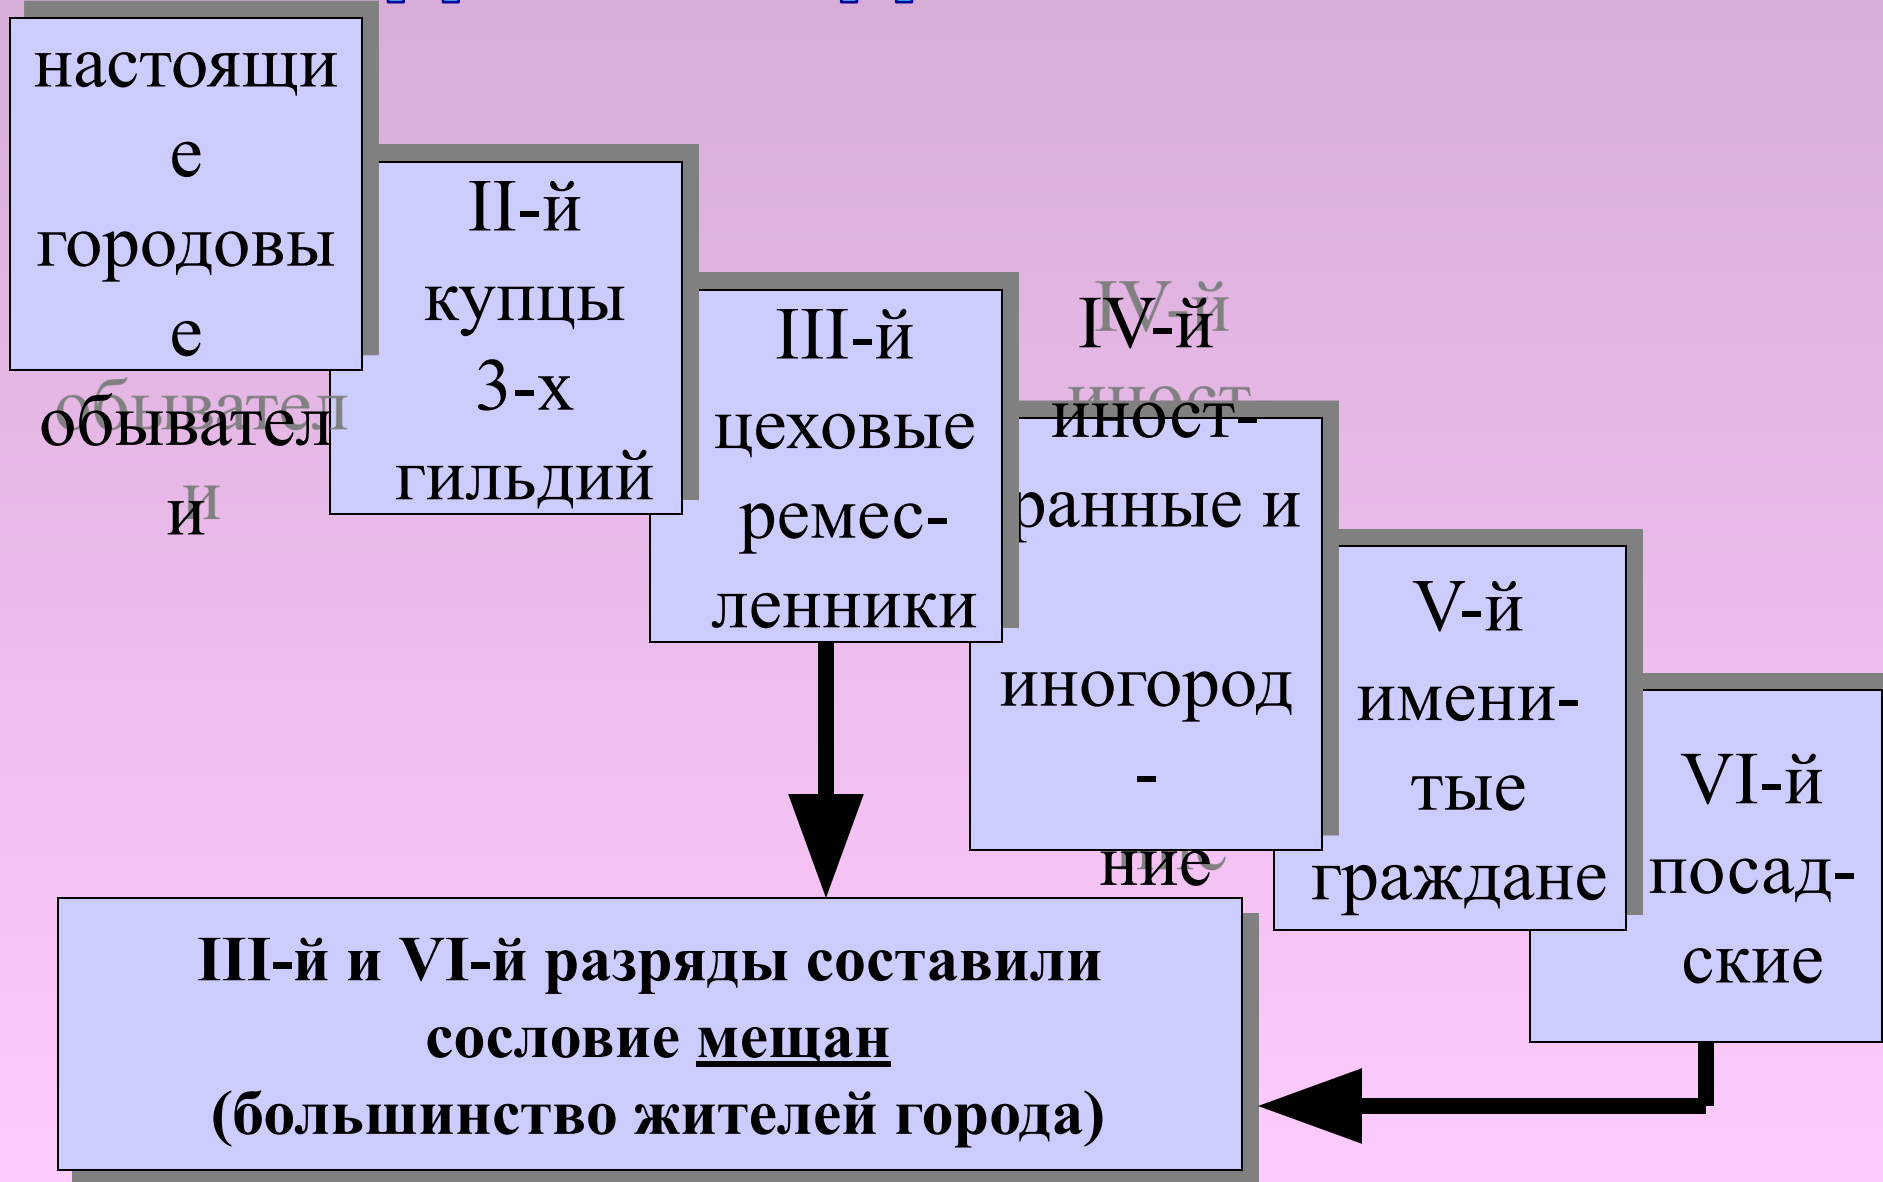 настоящи
е
городовы
е
обывател
и
II-й
купцы
3-х
гильдий
III-й
цеховые
ремес-
ленники
IV-й
иност-
ранные и
иногород
-
ние
V-й
имени-
тые
граждане
VI-й
посад-
ские
III-й и VI-й разряды составили
сословие мещан
(большинство жителей города)